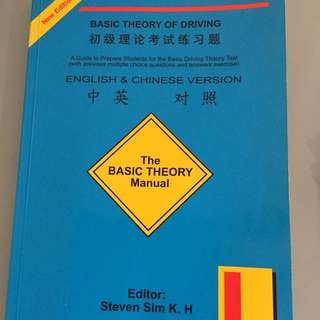 New Edition
BASIC THEORY OF DRIVING
初级理论考试练习题
A Guide to Prepare Students for the Basic Driving Theory Test
(with previous multiple choice questions and answers exercise)
ENGLISH & CHINESE VERSION
中英 对照
The
BASIC THEORY
Manual
Editor:
Steven Sim K. H